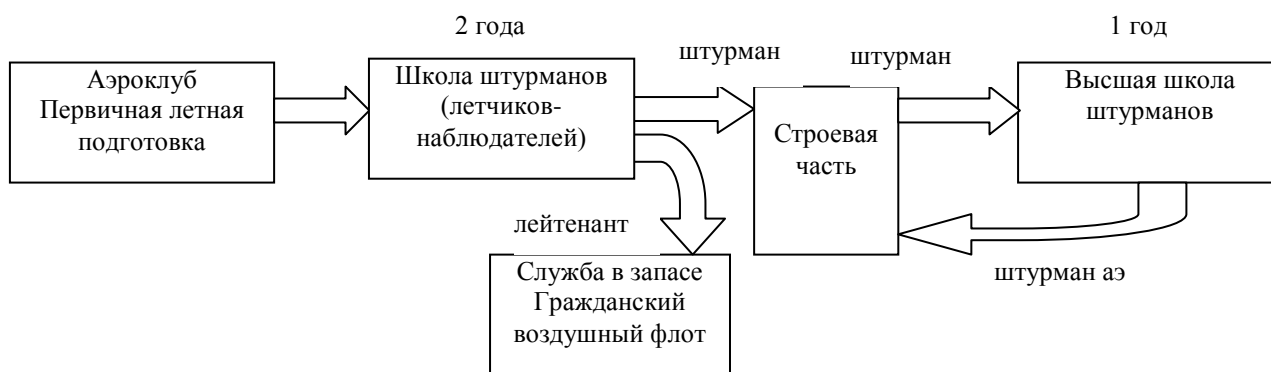 2 года
1 год
штурман
штурман
Аэроклуб
Первичная летная
подготовка
Школа штурманов
(летчиков-
наблюдателей)
Строевая
часть
Высшая школа
штурманов
лейтенант
штурман аэ
Служба в запасе
Гражданский
воздушный флот